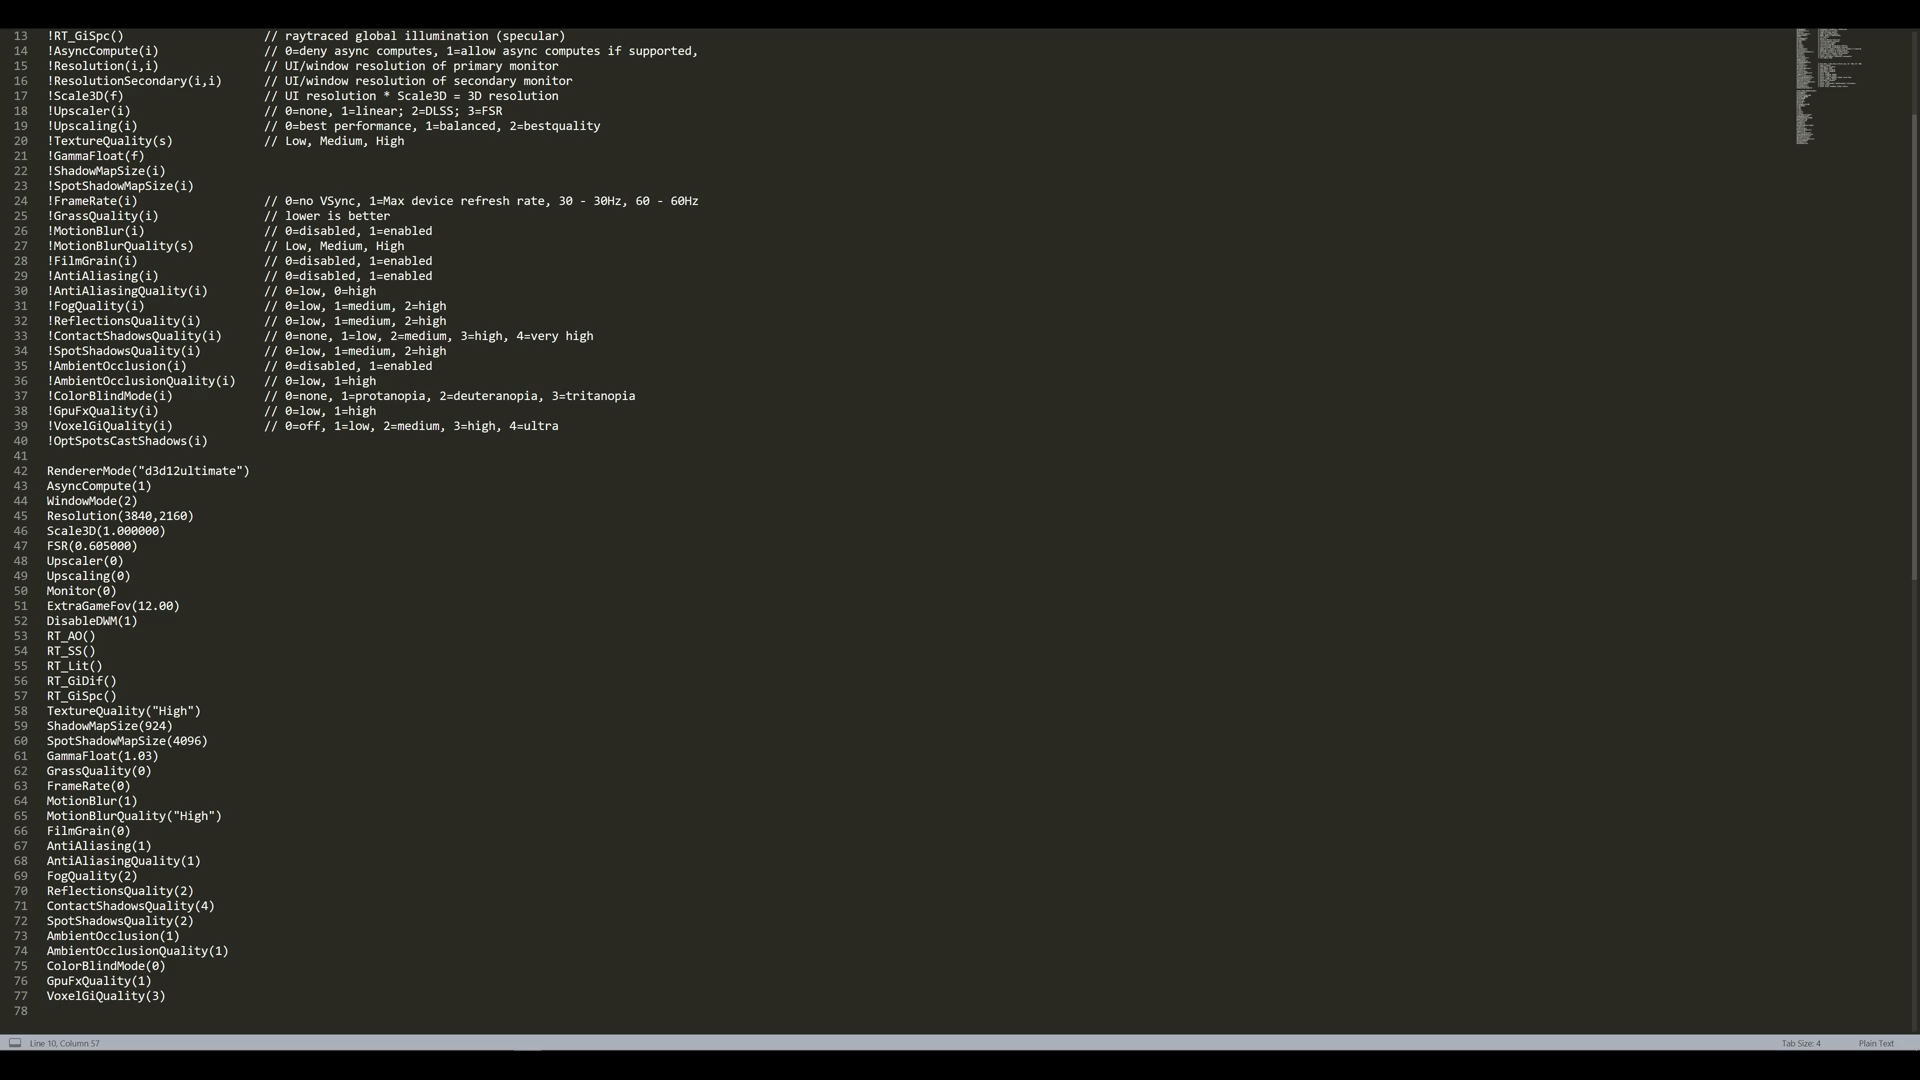 13 !RT_GiSpc() // raytraced global illumination (specular)
14 !AsyncCompute(i) // 0=deny async computes, 1=allow async computes if supported,
15 !Resolution(i,i) // UI/window resolution of primary monitor
16 !ResolutionSecondary(i,i) // UI/window resolution of secondary monitor
17 !Scale3D(f) // UI resolution * Scale3D = 3D resolution
18 !Upscaler(i) // 0=none, 1=linear; 2=DLSS; 3=FSR
19 !Upscaling(i) // 0=best performance, 1=balanced, 2=bestquality
20 !TextureQuality(s) // Low, Medium, High
21 !GammaFloat(f)
22 !ShadowMapSize(i)
23 !SpotShadowMapSize(i)
24 !FrameRate(i) // 0=no VSync, 1=Max device refresh rate, 30 - 30Hz, 60 - 60Hz
25 !GrassQuality(i) // lower is better
26 !MotionBlur(i) // 0=disabled, 1=enabled
27 !MotionBlurQuality(s) // Low, Medium, High
28 !FilmGrain(i) // 0=disabled, 1=enabled
29 !AntiAliasing(i) // 0=disabled, 1=enabled
30 !AntiAliasingQuality(i) // 0=low, 0=high
31 !FogQuality(i) // 0=low, 1=medium, 2=high
32 !ReflectionsQuality(i) // 0=low, 1=medium, 2=high
33 !ContactShadowsQuality(i) // 0=none, 1=low, 2=medium, 3=high, 4=very high
34 !SpotShadowsQuality(i) // 0=low, 1=medium, 2=high
35 !AmbientOcclusion(i) // 0=disabled, 1=enabled
36 !AmbientOcclusionQuality(i) // 0=low, 1=high
37 !ColorBlindMode(i) // 0=none, 1=protanopia, 2=deuteranopia, 3=tritanopia
38 !GpuFxQuality(i) // 0=low, 1=high
39 !VoxelGiQuality(i) // 0=off, 1=low, 2=medium, 3=high, 4=ultra
40 !OptSpotsCastShadows(i)
41
42 RendererMode("d3d12ultimate")
43 AsyncCompute(1)
44 WindowMode(2)
45 Resolution(3840,2160)
46 Scale3D(1.000000)
47 FSR(0.605000)
48 Upscaler(0)
49 Upscaling(0)
50 Monitor(0)
51 ExtraGameFov(12.00)
52 DisableDWM(1)
53 RT_AO()
54 RT_SS()
55 RT_Lit()
56 RT_GiDif()
57 RT_GiSpc()
58 TextureQuality("High")
59 ShadowMapSize(924)
60 SpotShadowMapSize(4096)
61 GammaFloat(1.03)
62 GrassQuality(0)
63 FrameRate(0)
64 MotionBlur(1)
65 MotionBlurQuality("High")
66 FilmGrain(0)
67 AntiAliasing(1)
68 AntiAliasingQuality(1)
69 FogQuality(2)
70 ReflectionsQuality(2)
71 ContactShadowsQuality(4)
72 SpotShadowsQuality(2)
73 AmbientOcclusion(1)
74 AmbientOcclusionQuality(1)
75 ColorBlindMode(0)
76 GpuFxQuality(1)
77 VoxelGiQuality(3)
78
Line 10, Column 57 Tab Size: 4 Plain Text